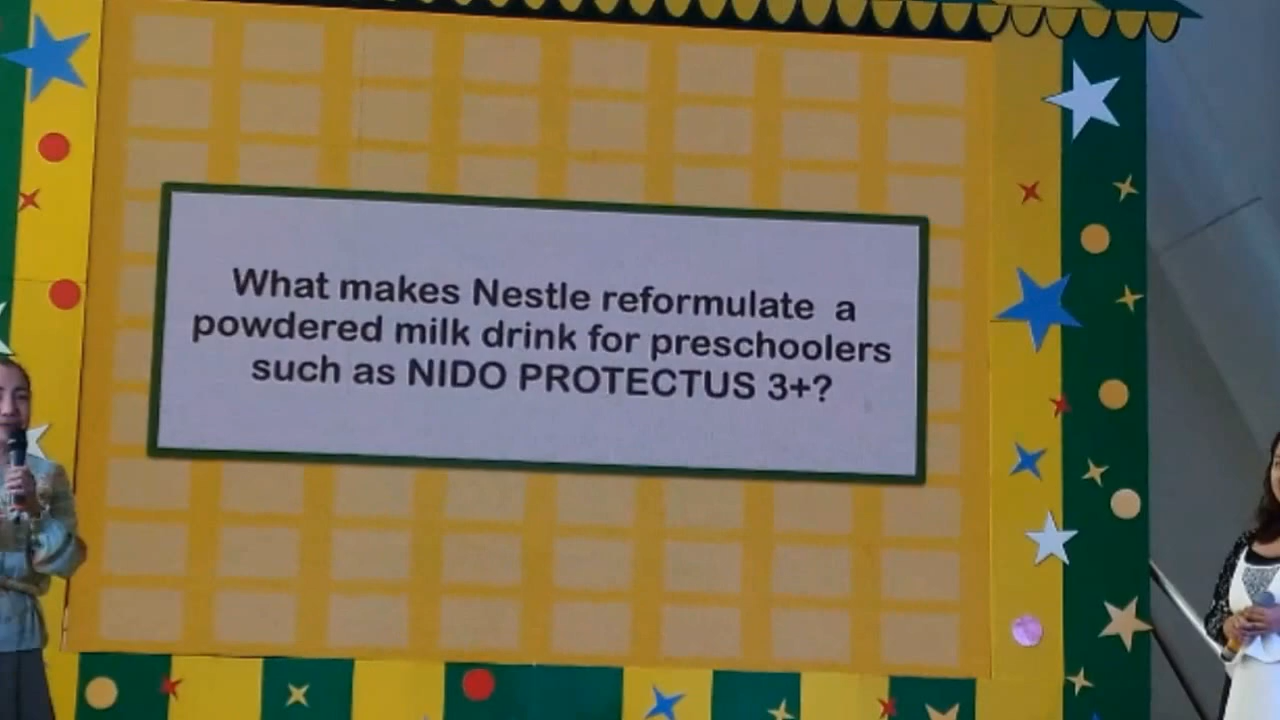 What makes Nestle reformulate a
powdered milk drink for preschoolers
such as NIDO PROTECTUS 3+?